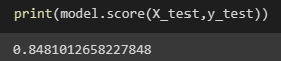 print(model.score(X_test,y_test))
0.8481012658227848